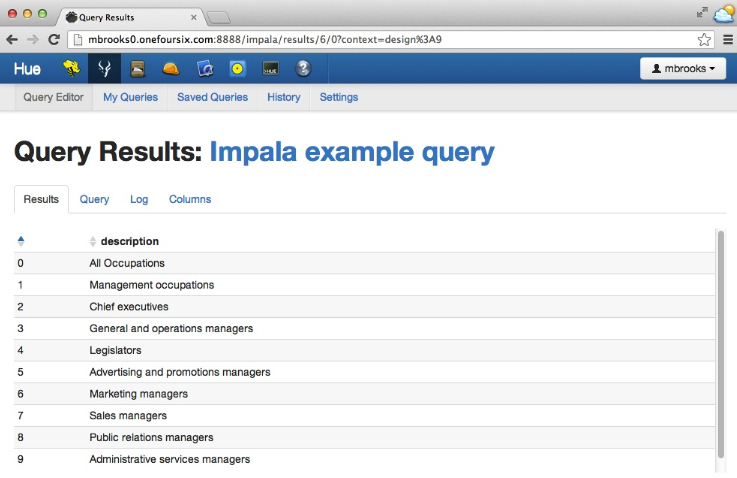 Query Results
mbrooks0.onefoursix.com:8888/impala/results/6/0?context=design%3A9
Hue mbrooks
Query Editor My Queries Saved Queries History Settings
Query Results: Impala example query
Results Query Log Columns
description
0 All Occupations
1 Management occupations
2 Chief executives
3 General and operations managers
4 Legislators
5 Advertising and promotions managers
6 Marketing managers
7 Sales managers
8 Public relations managers
9 Administrative services managers